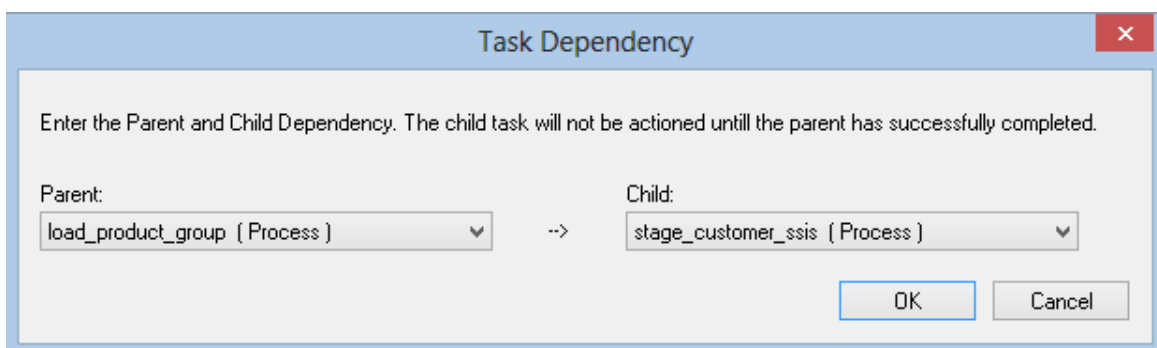 Task Dependency
Enter the Parent and Child Dependency. The child task will not be actioned untill the parent has successfully completed.
Parent:
Child:
load_product_group ( Process )
-->
stage_customer_ssis ( Process )
OK
Cancel